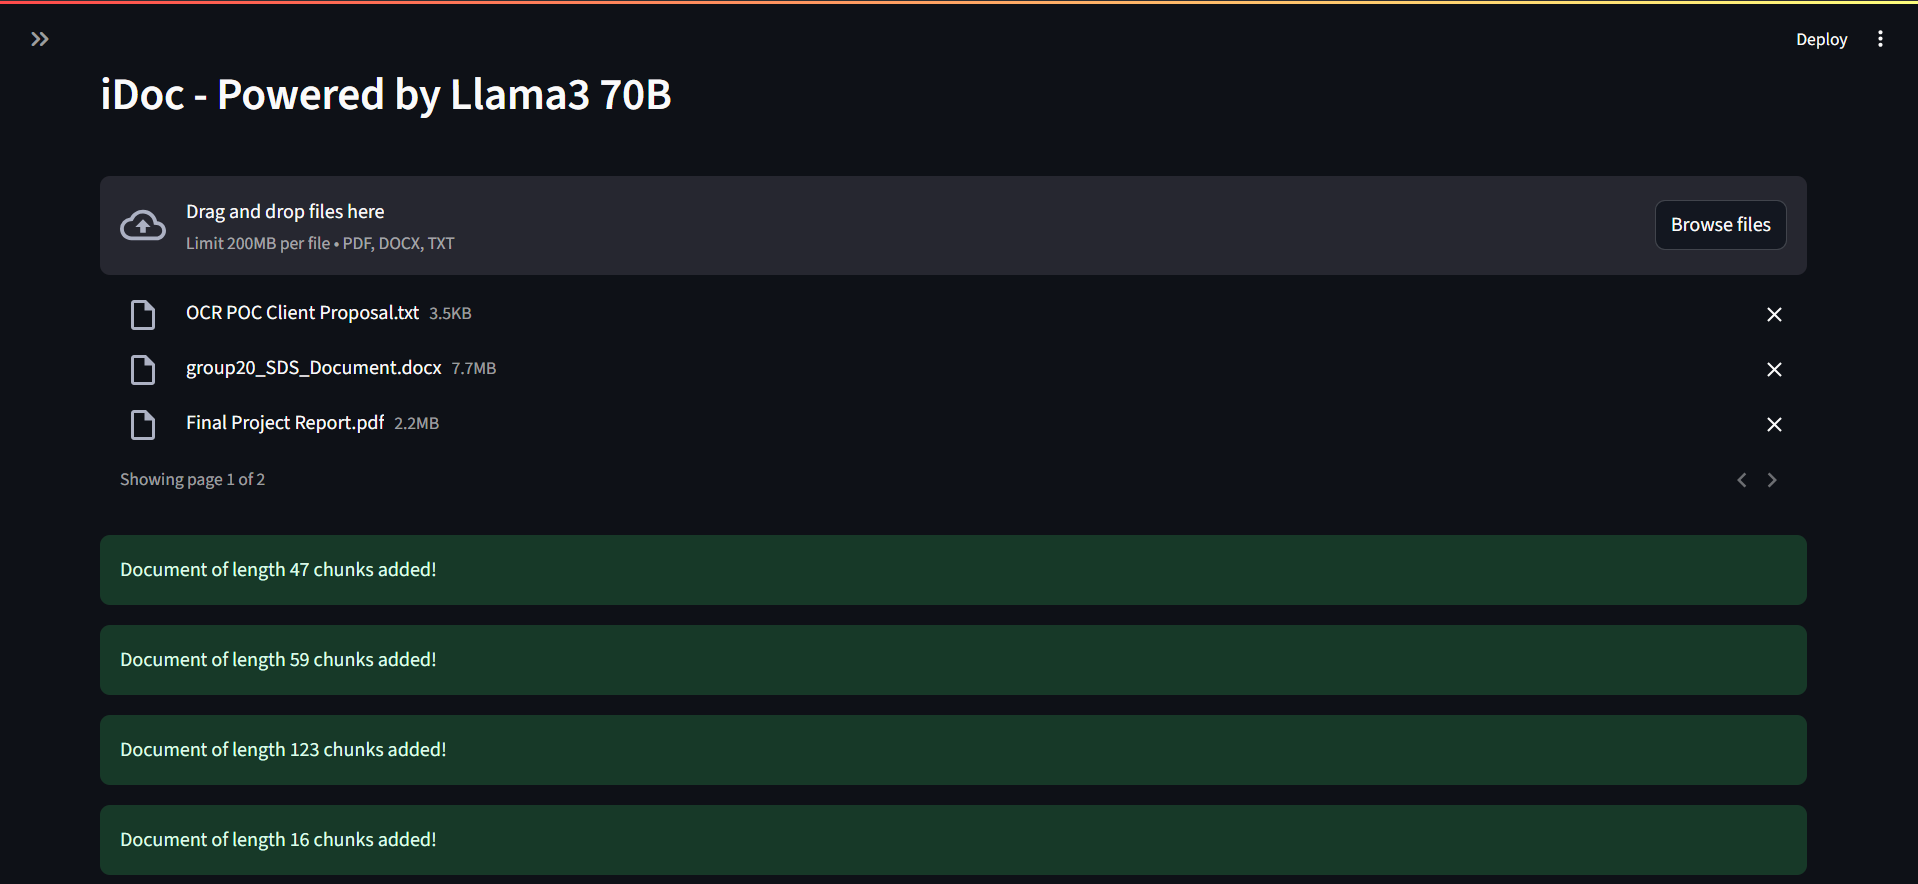 Deploy
iDoc - Powered by Llama3 70B
Drag and drop files here
Limit 200MB per file • PDF, DOCX, TXT
Browse files
OCR POC Client Proposal.txt 3.5KB
group20_SDS_Document.docx 7.7MB
Final Project Report.pdf 2.2MB
Showing page 1 of 2
Document of length 47 chunks added!
Document of length 59 chunks added!
Document of length 123 chunks added!
Document of length 16 chunks added!